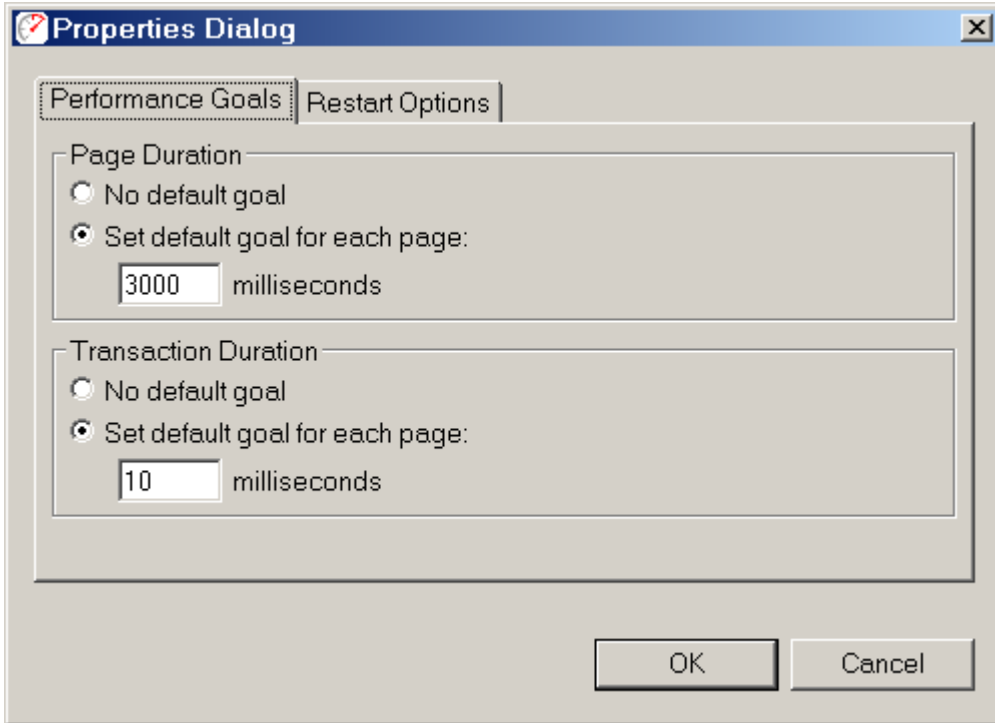 Properties Dialog
Performance Goals Restart Options
Page Duration
No default goal
Set default goal for each page:
3000 milliseconds
Transaction Duration
No default goal
Set default goal for each page:
10 milliseconds
OK Cancel